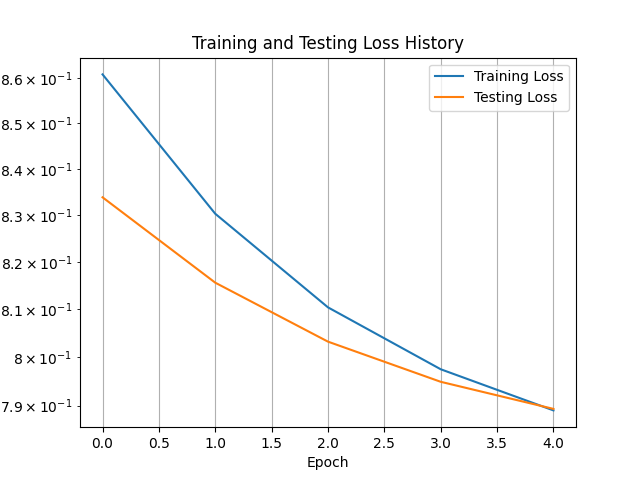 Training and Testing Loss History
Training Loss
Testing Loss
8.6 × 10⁻¹
8.5 × 10⁻¹
8.4 × 10⁻¹
8.3 × 10⁻¹
8.2 × 10⁻¹
8.1 × 10⁻¹
8 × 10⁻¹
7.9 × 10⁻¹
0.0 0.5 1.0 1.5 2.0 2.5 3.0 3.5 4.0
Epoch